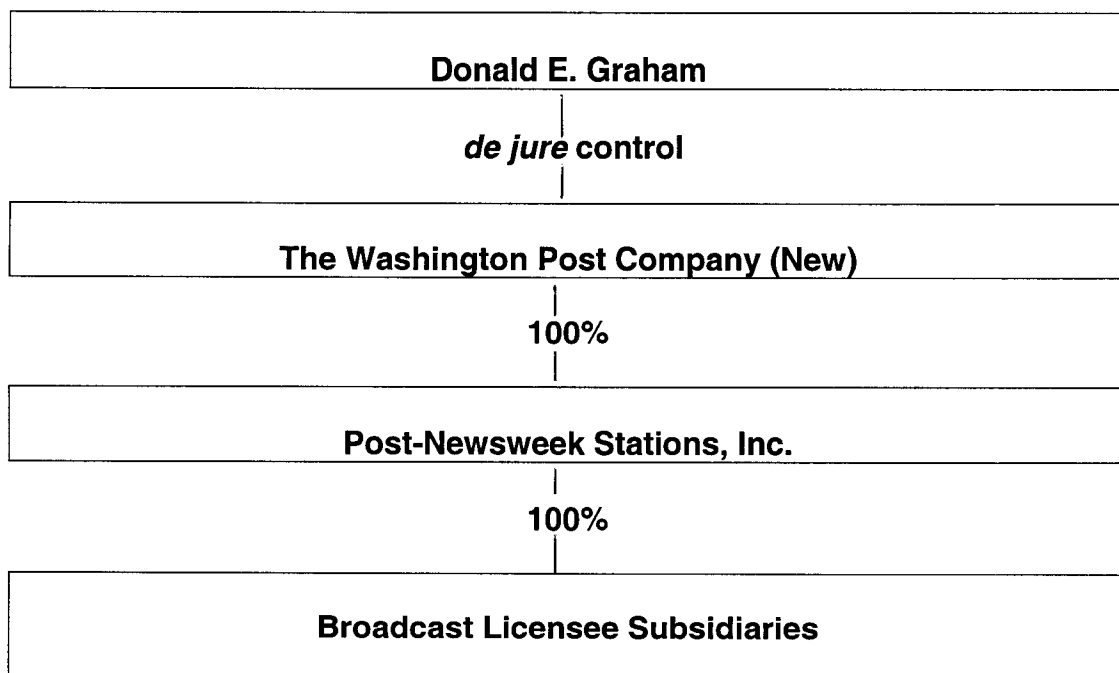 Donald E. Graham
de jure control
The Washington Post Company (New)
100%
Post-Newsweek Stations, Inc.
100%
Broadcast Licensee Subsidiaries